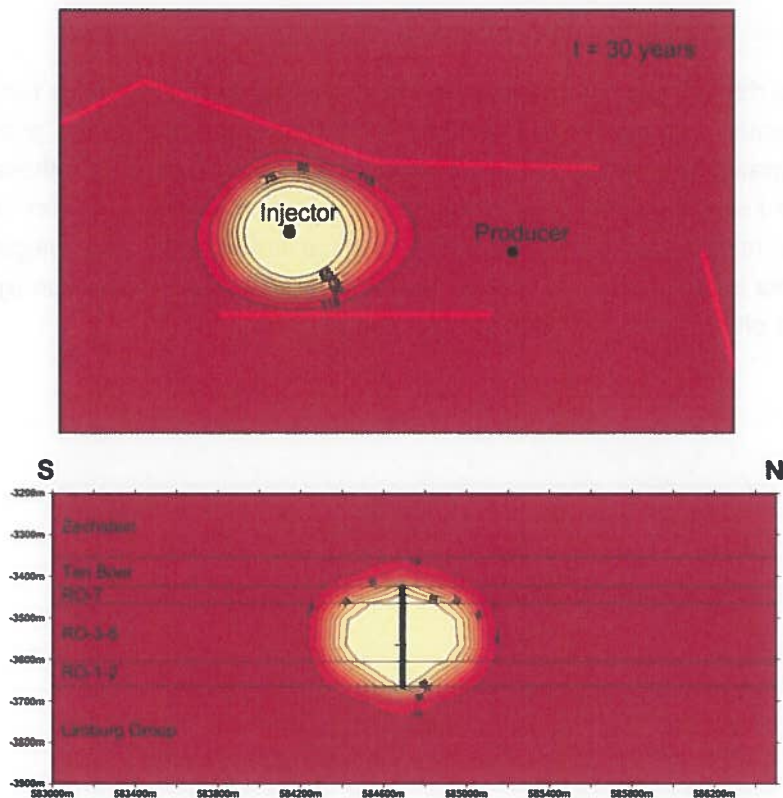 t = 30 years
Injector
Producer
S N
-3200m
-3300m
Zechstein
-3400m
Ten Boer
RO-7
-3500m
RO-3-6
-3600m
RO-1-2
-3700m
Limburg Group
-3800m
-3900m
583000m 583400m 583800m 584200m 584600m 585000m 585400m 585800m 586200m